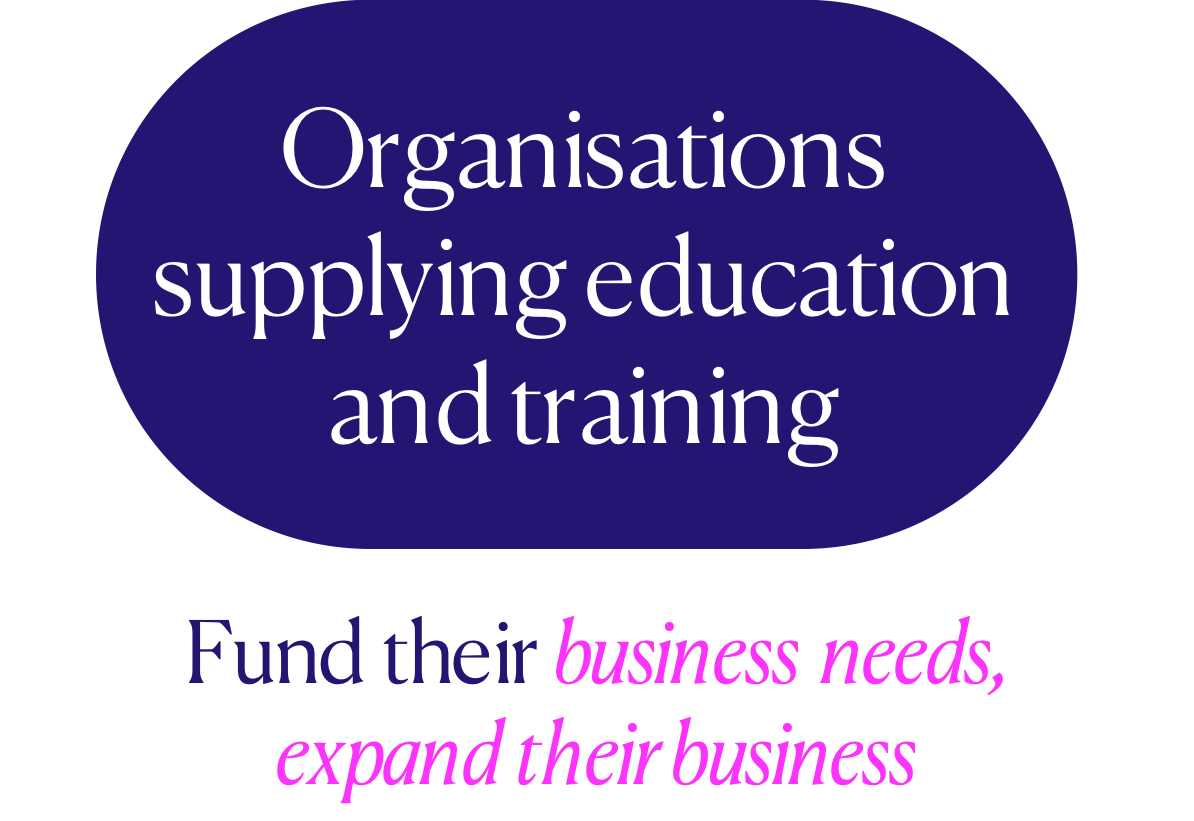 Organisations
supplying education
and training
Fund their business needs,
expand their business